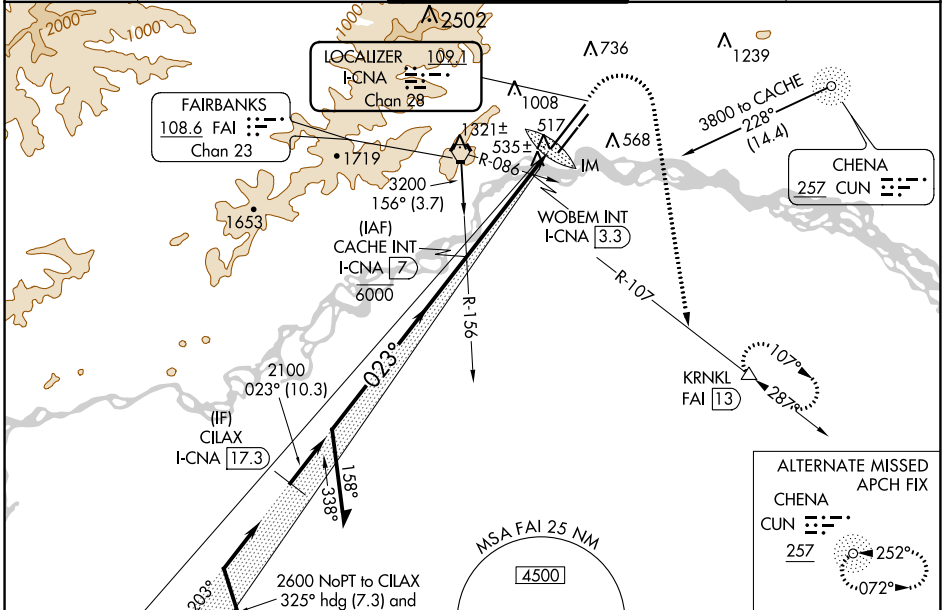 2000
1000
1000
2502
LOCALIZER 109.1
I-CNA
Chan 28
736
1239
1008
3800 to CACHE
228°
(14.4)
FAIRBANKS
108.6 FAI
Chan 23
1321±
517
535±
568
R-086
IM
CHENA
257 CUN
1719
1653
3200
156° (3.7)
WOBEM INT
I-CNA 3.3
(IAF)
CACHE INT
I-CNA 7
6000
R-156
R-107
023°
2100
023° (10.3)
KRNKL
FAI 13
107°
287°
(IF)
CILAX
I-CNA 17.3
158°
338°
ALTERNATE MISSED
APCH FIX
CHENA
CUN
257
252°
072°
MSA FAI 25 NM
4500
203°
2600 NoPT to CILAX
325° hdg (7.3) and